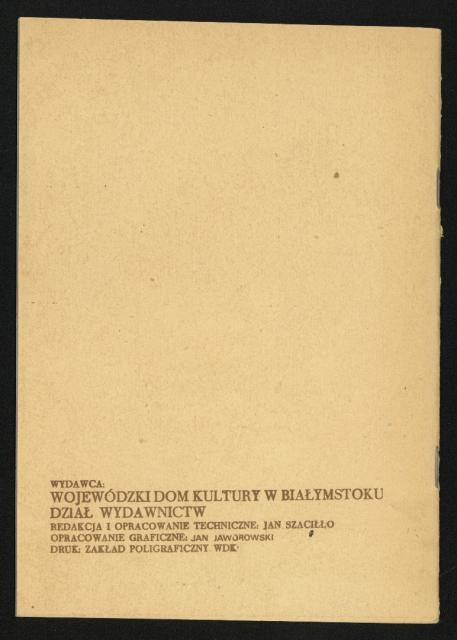 WYDAWCA:
WOJEWÓDZKI DOM KULTURY W BIAŁYMSTOKU
DZIAŁ WYDAWNICTW
REDAKCJA I OPRACOWANIE TECHNICZNE: JAN SZACIŁŁO
OPRACOWANIE GRAFICZNE: JAN JAWOROWSKI
DRUK: ZAKŁAD POLIGRAFICZNY WDK